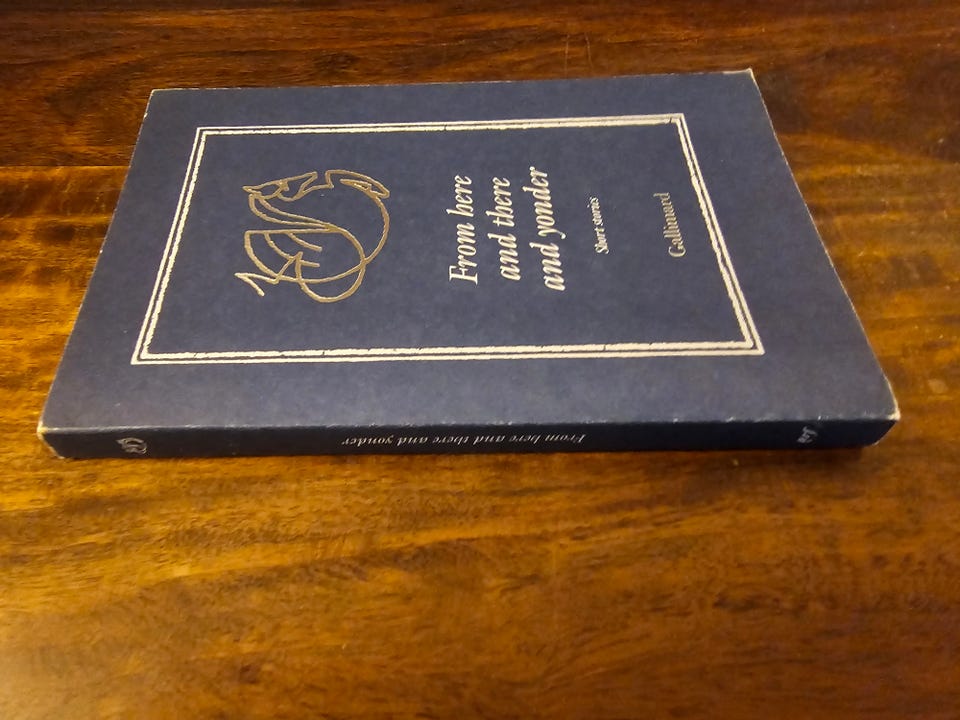 From here
and there
and yonder
Short stories
Gallimard
From here and there and yonder